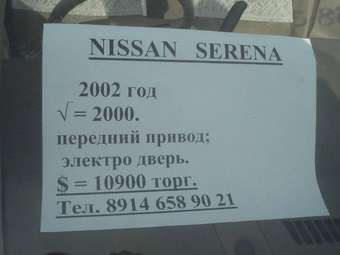 NISSAN SERENA
2002 год
√ = 2000.
передний привод;
электро дверь.
$ = 10900 торг.
Тел. 8914 658 90 21